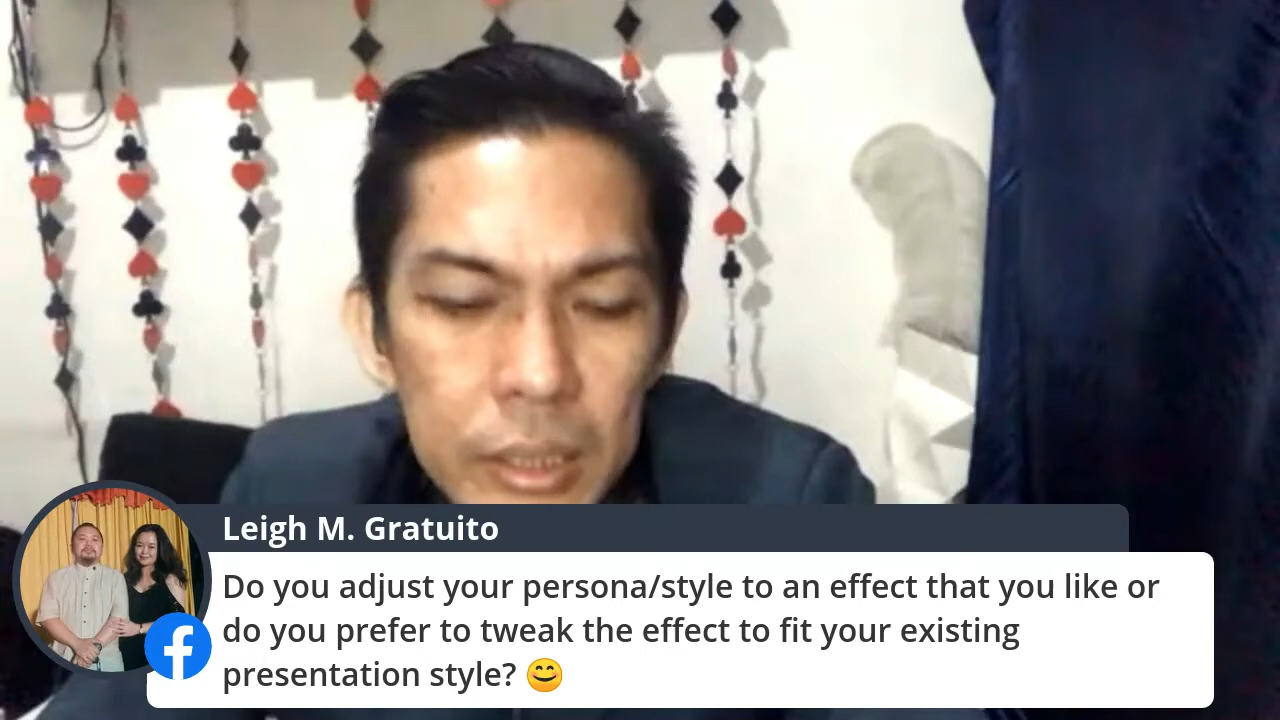 Leigh M. Gratuito
Do you adjust your persona/style to an effect that you like or
do you prefer to tweak the effect to fit your existing
presentation style? 😊